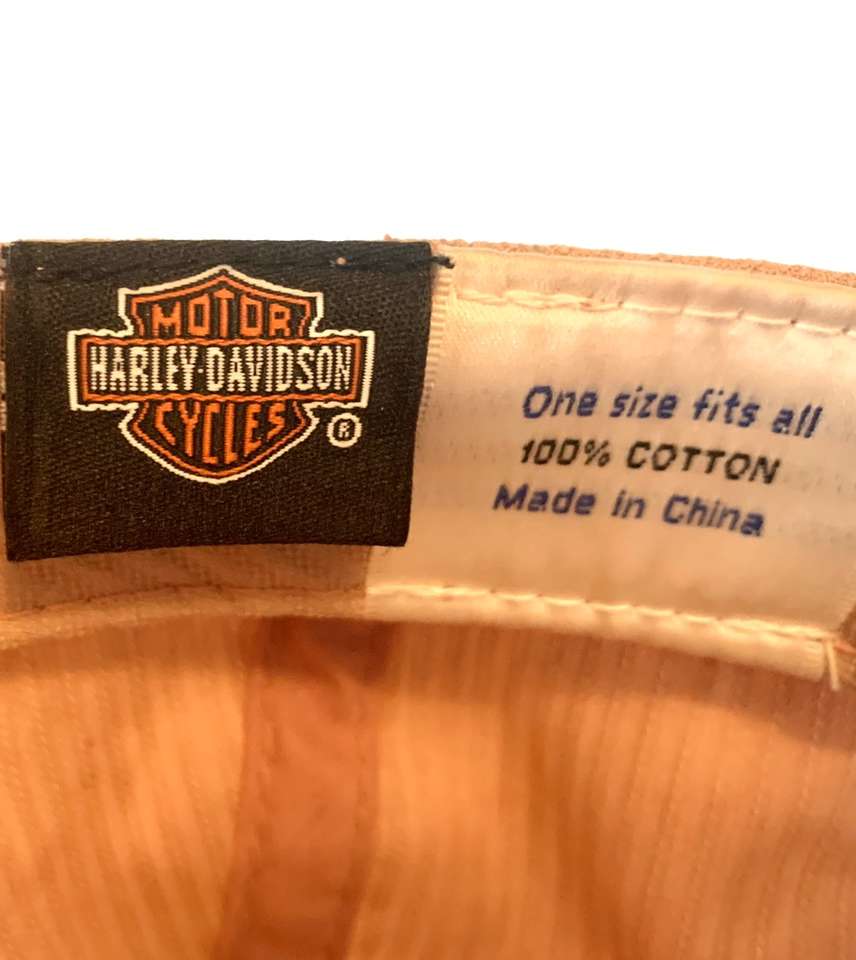 MOTOR
HARLEY-DAVIDSON
CYCLES
®
One size fits all
100% COTTON
Made in China